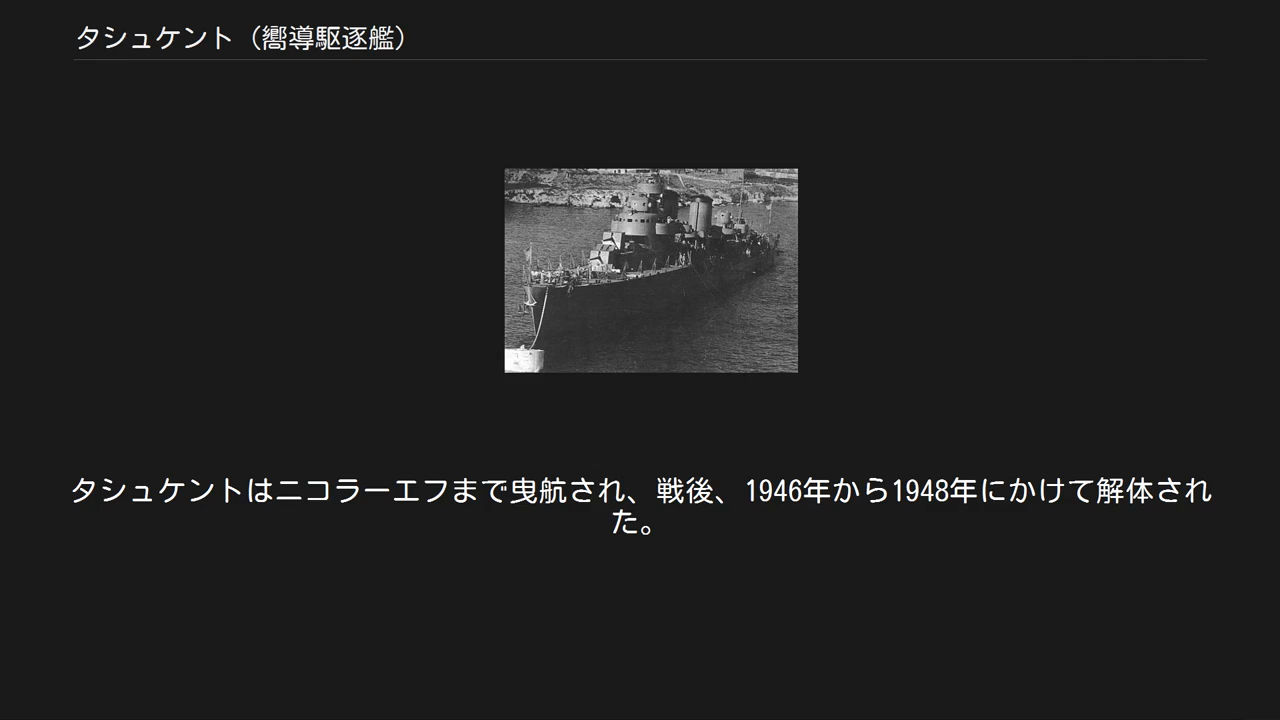 タシュケント（嚮導駆逐艦）
タシュケントはニコラーエフまで曳航され、戦後、1946年から1948年にかけて解体され
た。